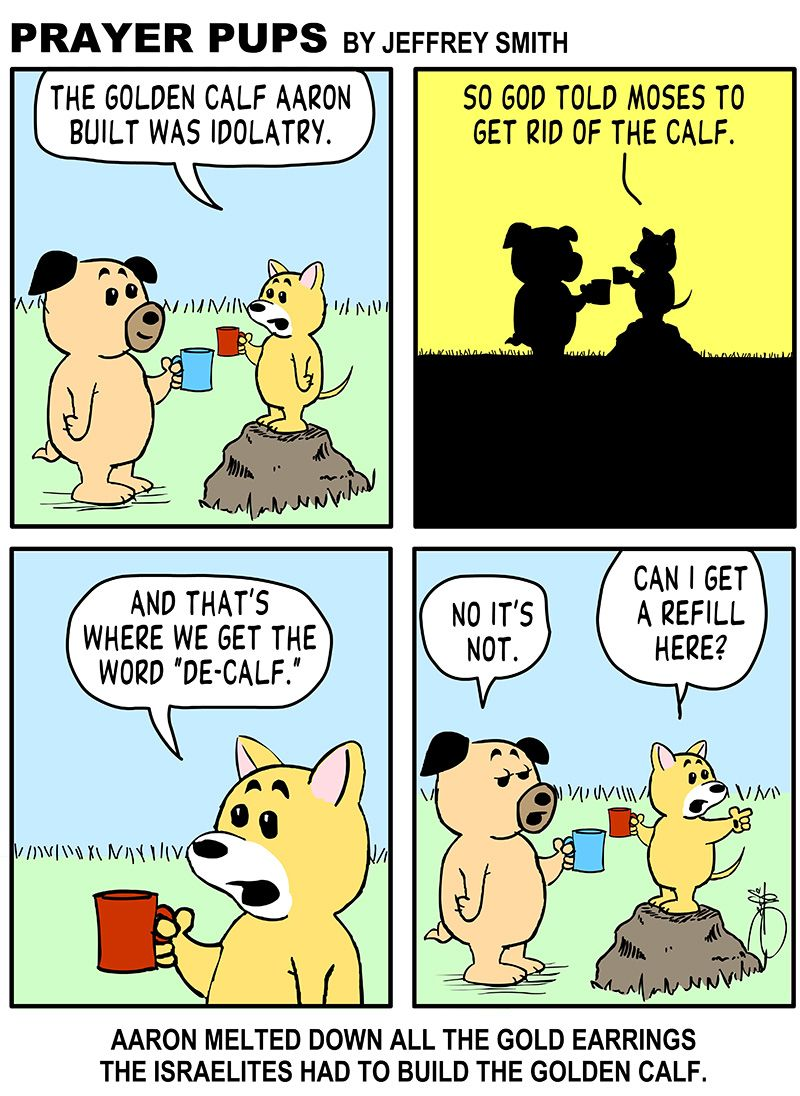 PRAYER PUPS BY JEFFREY SMITH
THE GOLDEN CALF AARON
BUILT WAS IDOLATRY.
SO GOD TOLD MOSES TO
GET RID OF THE CALF.
AND THAT'S
WHERE WE GET THE
WORD "DE-CALF."
NO IT'S
NOT.
CAN I GET
A REFILL
HERE?
AARON MELTED DOWN ALL THE GOLD EARRINGS
THE ISRAELITES HAD TO BUILD THE GOLDEN CALF.